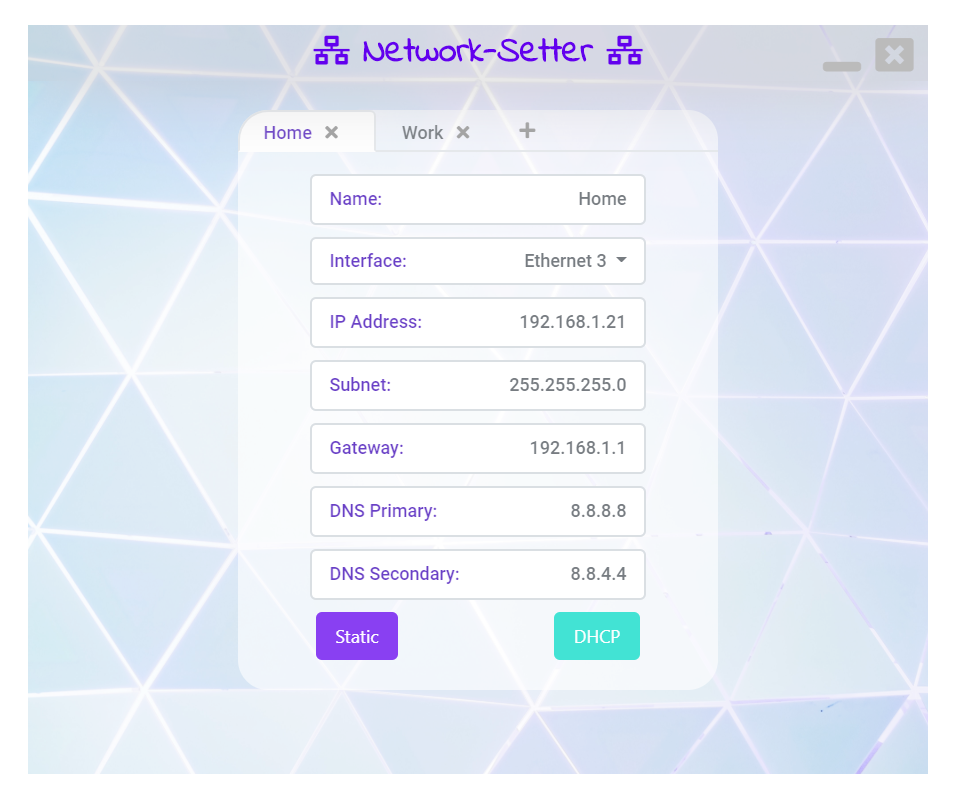 Network-Setter
Home Work
Name: Home
Interface: Ethernet 3
IP Address: 192.168.1.21
Subnet: 255.255.255.0
Gateway: 192.168.1.1
DNS Primary: 8.8.8.8
DNS Secondary: 8.8.4.4
Static DHCP